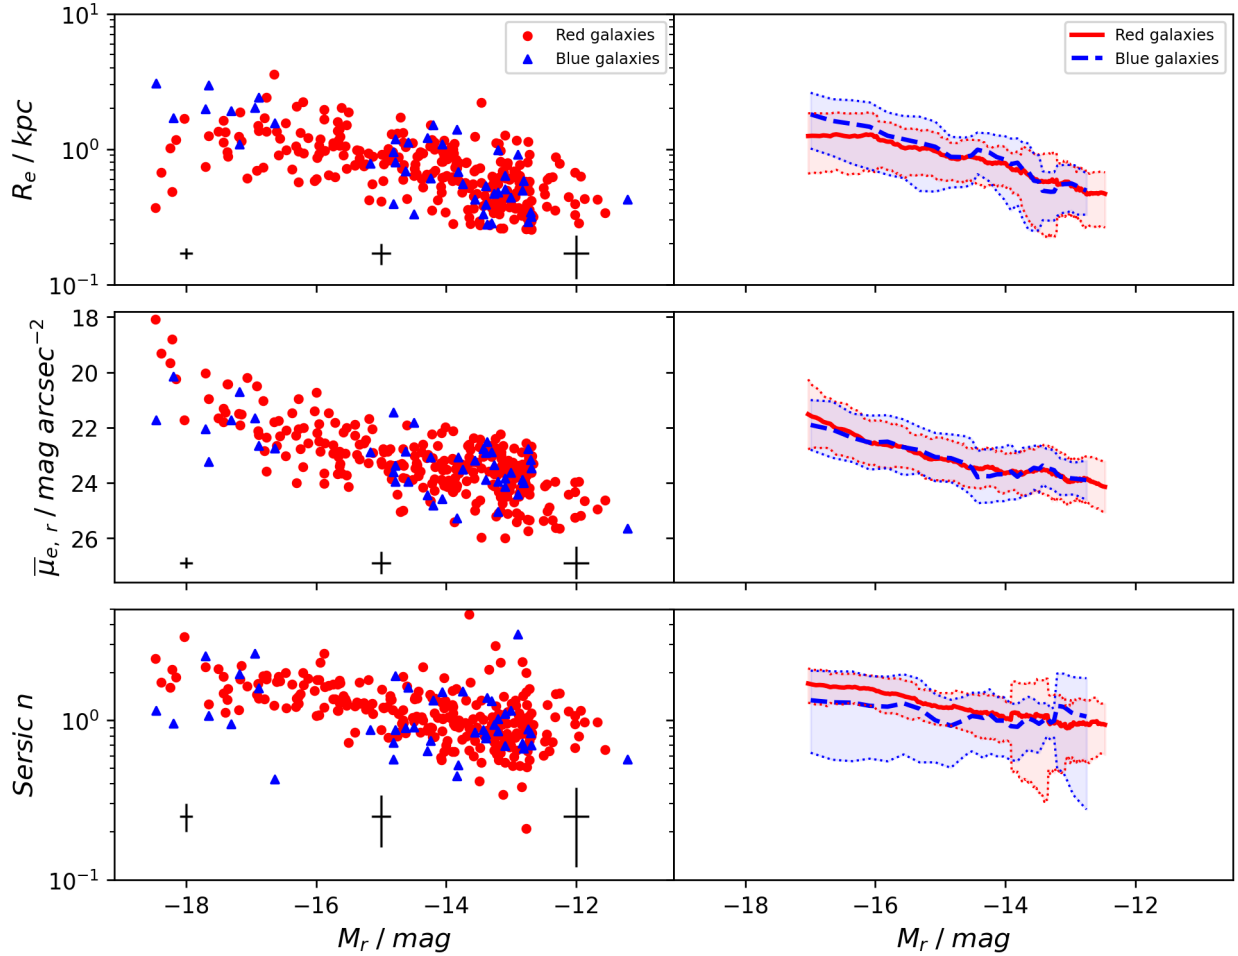 10^1
10^0
10^-1
R_e / kpc
Red galaxies
Blue galaxies
Red galaxies
Blue galaxies
18
20
22
24
26
μ̅_e, r / mag arcsec^−2
10^0
10^-1
Sersic n
−18 −16 −14 −12
M_r / mag
−18 −16 −14 −12
M_r / mag